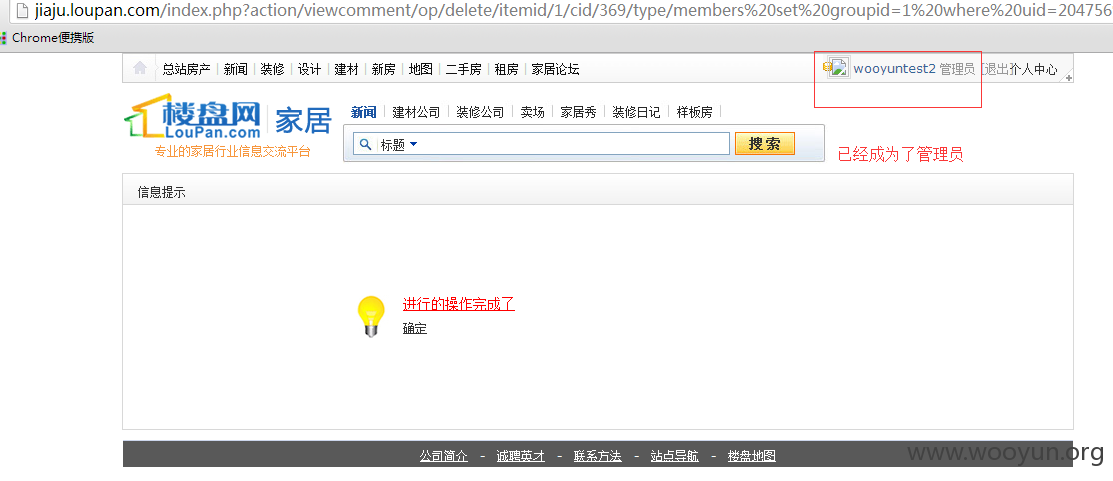 jiaju.loupan.com/index.php?action/viewcomment/op/delete/itemid/1/cid/369/type/members%20set%20groupid=1%20where%20uid=204756
Chrome便携版
总站房产 新闻 装修 设计 建材 新房 地图 二手房 租房 家居论坛
wooyuntest2 管理员 [退出 个人中心
楼盘网 家居
LouPan.com
专业的家居行业信息交流平台
新闻 建材公司 装修公司 卖场 家居秀 装修日记 样板房
标题 搜索
已经成为了管理员
信息提示
进行的操作完成了
确定
公司简介 - 诚聘英才 - 联系方法 - 站点导航 - 楼盘地图
www.wooyun.org